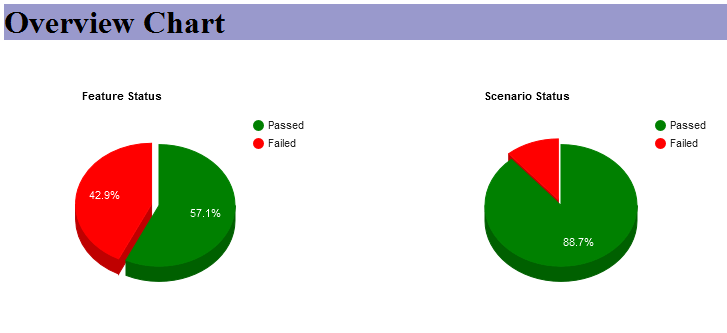 Overview Chart
Feature Status
Passed
Failed
42.9%
57.1%
Scenario Status
Passed
Failed
88.7%